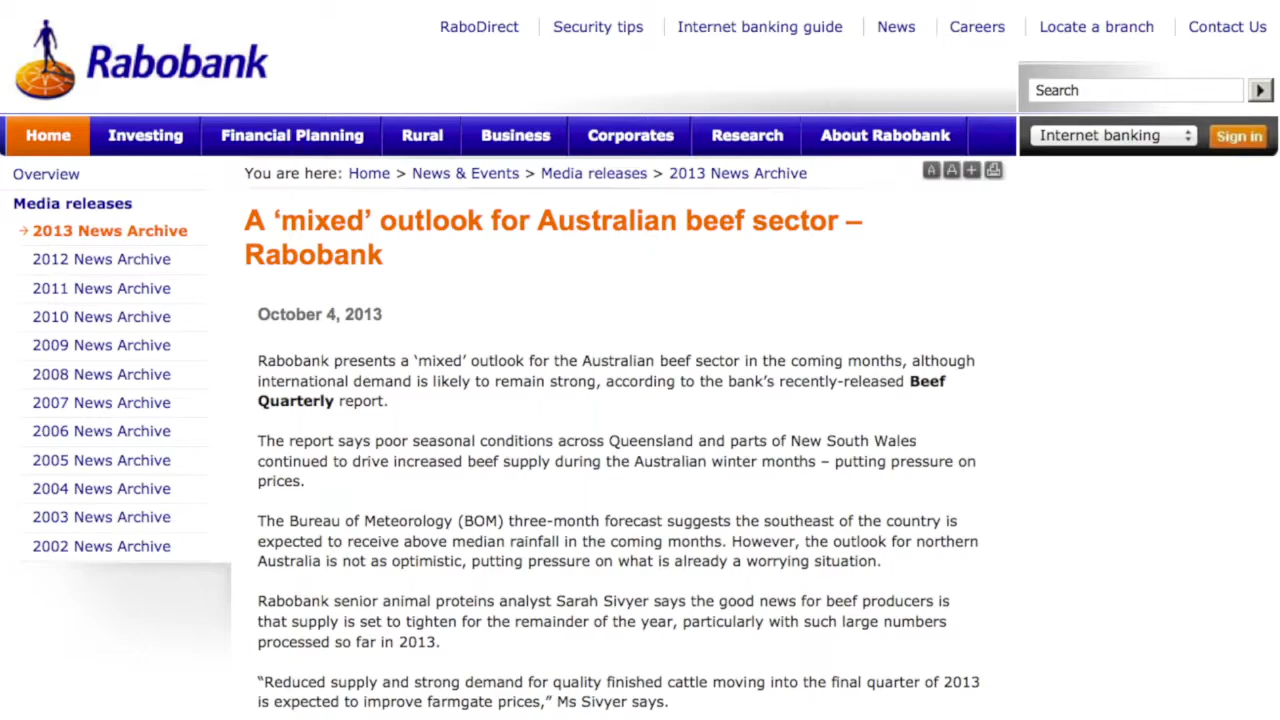 RaboDirect Security tips Internet banking guide News Careers Locate a branch Contact Us
Rabobank
Search
Home Investing Financial Planning Rural Business Corporates Research About Rabobank
Internet banking Sign in
You are here: Home > News & Events > Media releases > 2013 News Archive
A A +
Overview
Media releases
2013 News Archive
2012 News Archive
2011 News Archive
2010 News Archive
2009 News Archive
2008 News Archive
2007 News Archive
2006 News Archive
2005 News Archive
2004 News Archive
2003 News Archive
2002 News Archive
A ‘mixed’ outlook for Australian beef sector –
Rabobank
October 4, 2013
Rabobank presents a ‘mixed’ outlook for the Australian beef sector in the coming months, although
international demand is likely to remain strong, according to the bank’s recently-released Beef
Quarterly report.
The report says poor seasonal conditions across Queensland and parts of New South Wales
continued to drive increased beef supply during the Australian winter months – putting pressure on
prices.
The Bureau of Meteorology (BOM) three-month forecast suggests the southeast of the country is
expected to receive above median rainfall in the coming months. However, the outlook for northern
Australia is not as optimistic, putting pressure on what is already a worrying situation.
Rabobank senior animal proteins analyst Sarah Sivyer says the good news for beef producers is
that supply is set to tighten for the remainder of the year, particularly with such large numbers
processed so far in 2013.
“Reduced supply and strong demand for quality finished cattle moving into the final quarter of 2013
is expected to improve farmgate prices,” Ms Sivyer says.